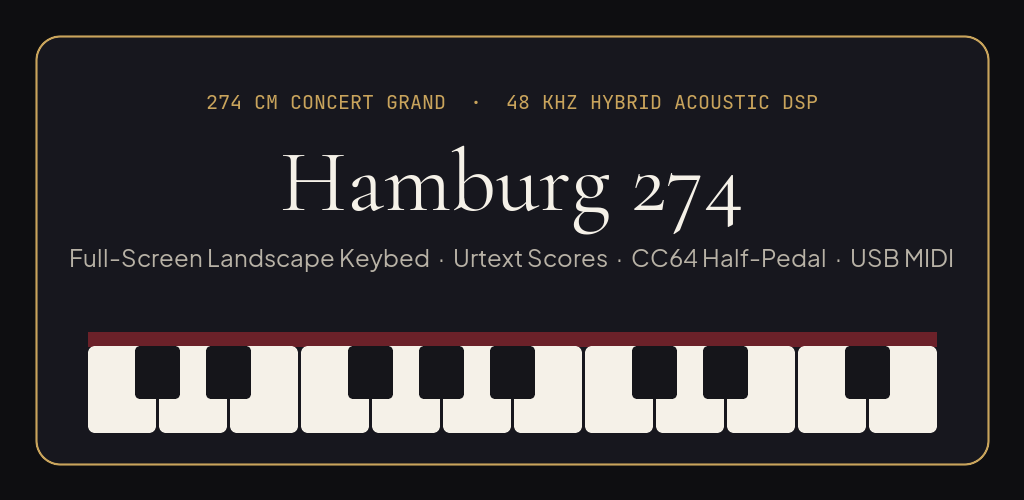 274 CM CONCERT GRAND · 48 KHZ HYBRID ACOUSTIC DSP
Hamburg 274
Full-Screen Landscape Keybed · Urtext Scores · CC64 Half-Pedal · USB MIDI